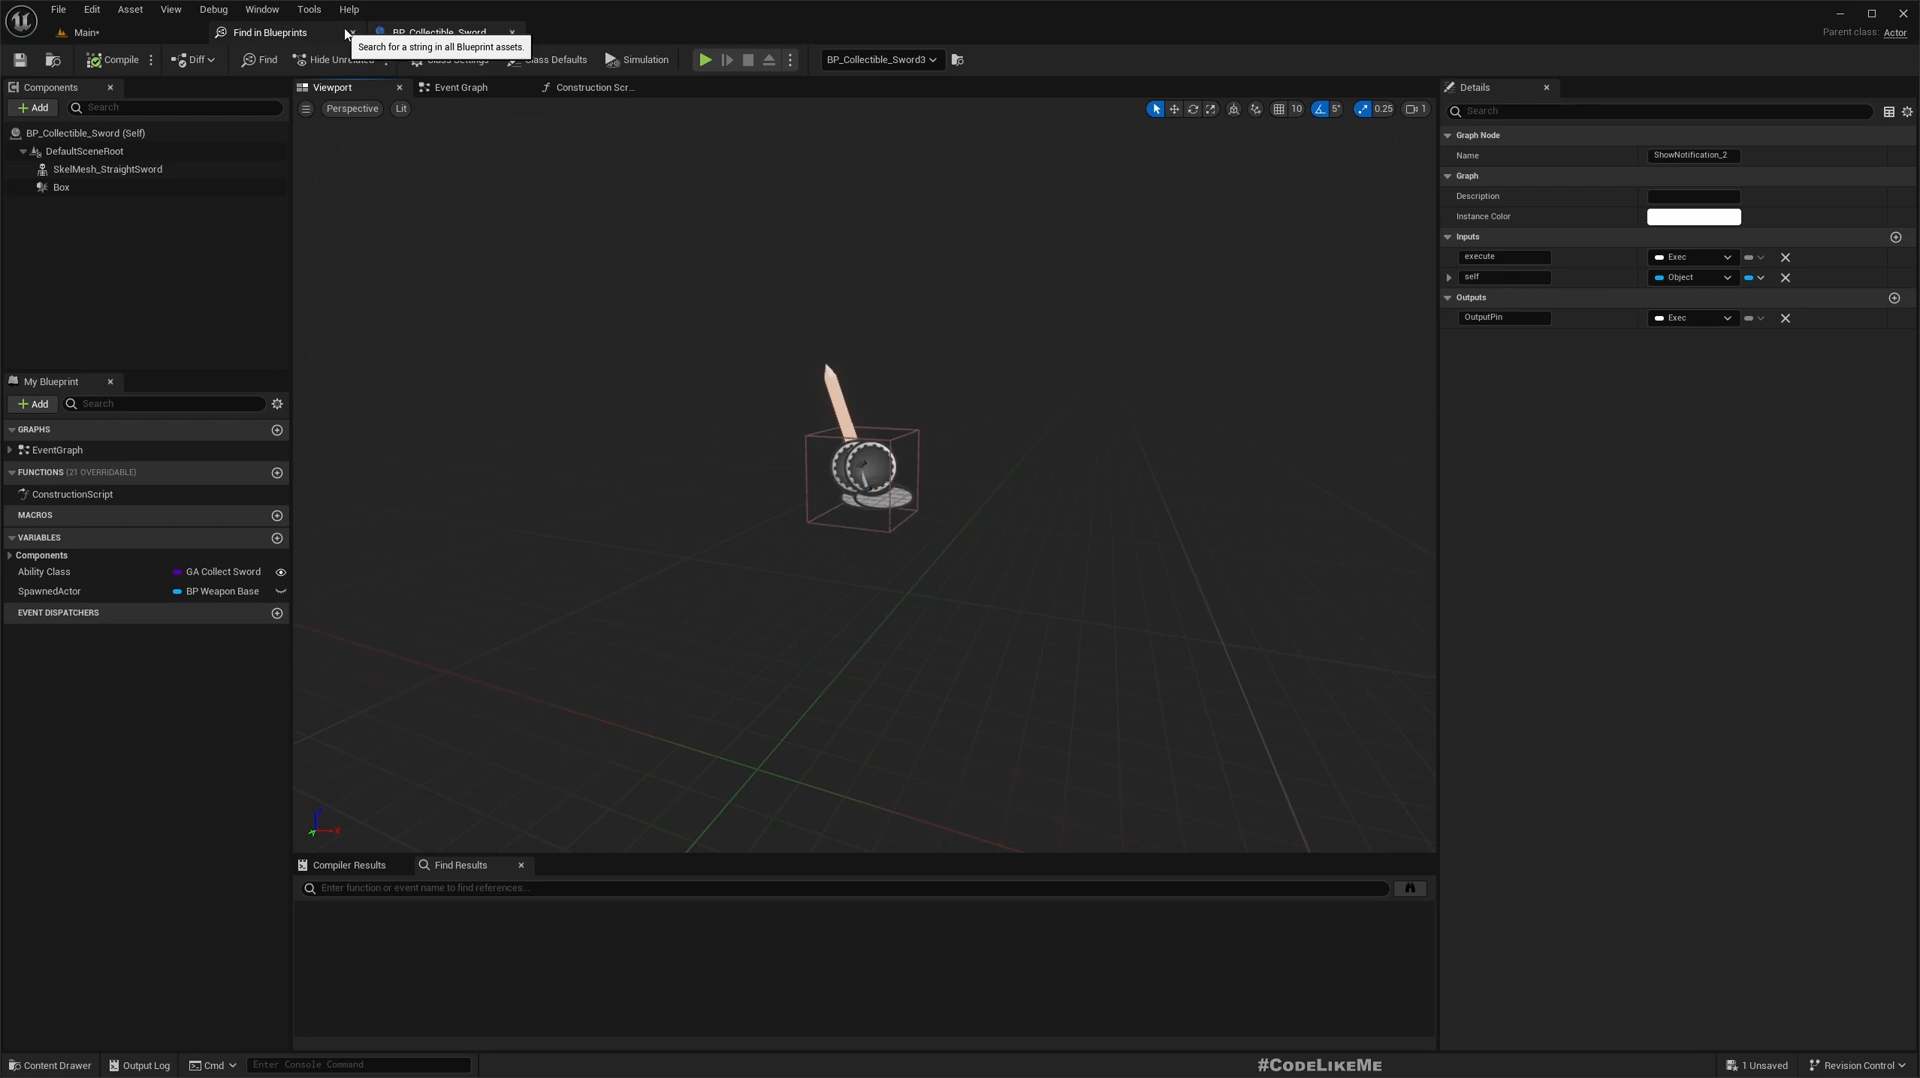 File Edit Asset View Debug Window Tools Help
Main•
Find in Blueprints
BP_Collectible_Sword
Parent class: Actor
Search for a string in all Blueprint assets.
Compile
Diff
Find
Hide Unrelated
Class Settings
Class Defaults
Simulation
BP_Collectible_Sword3
Components
Add
Search
BP_Collectible_Sword (Self)
DefaultSceneRoot
SkelMesh_StraightSword
Box
My Blueprint
Add
Search
GRAPHS
EventGraph
FUNCTIONS (21 OVERRIDABLE)
ConstructionScript
MACROS
VARIABLES
Components
Ability Class GA Collect Sword
SpawnedActor BP Weapon Base
EVENT DISPATCHERS
Viewport
Event Graph
Construction Scr...
Perspective
Lit
10
5°
0.25
1
X
Compiler Results
Find Results
Enter function or event name to find references...
Details
Search
Graph Node
Name ShowNotification_2
Graph
Description
Instance Color
Inputs
execute Exec
self Object
Outputs
OutputPin Exec
Content Drawer
Output Log
Cmd
Enter Console Command
#CODELIKEME
1 Unsaved
Revision Control